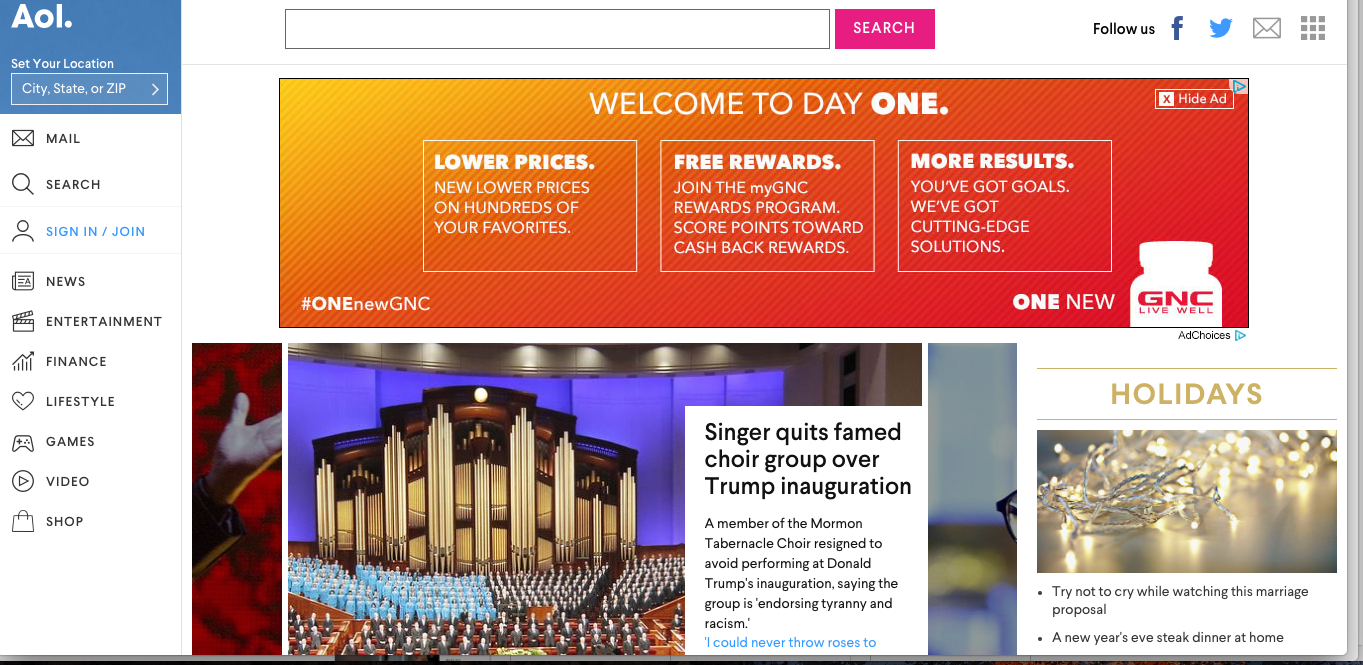 Aol.
Set Your Location
City, State, or ZIP
MAIL
SEARCH
SIGN IN / JOIN
NEWS
ENTERTAINMENT
FINANCE
LIFESTYLE
GAMES
VIDEO
SHOP
SEARCH
Follow us
WELCOME TO DAY ONE.
X Hide Ad
LOWER PRICES.
NEW LOWER PRICES
ON HUNDREDS OF
YOUR FAVORITES.
FREE REWARDS.
JOIN THE myGNC
REWARDS PROGRAM.
SCORE POINTS TOWARD
CASH BACK REWARDS.
MORE RESULTS.
YOU'VE GOT GOALS.
WE'VE GOT
CUTTING-EDGE
SOLUTIONS.
#ONEnewGNC
ONE NEW
GNC
LIVE WELL
AdChoices
Singer quits famed
choir group over
Trump inauguration
A member of the Mormon
Tabernacle Choir resigned to
avoid performing at Donald
Trump's inauguration, saying the
group is 'endorsing tyranny and
racism.'
'I could never throw roses to
HOLIDAYS
Try not to cry while watching this marriage
proposal
A new year's eve steak dinner at home